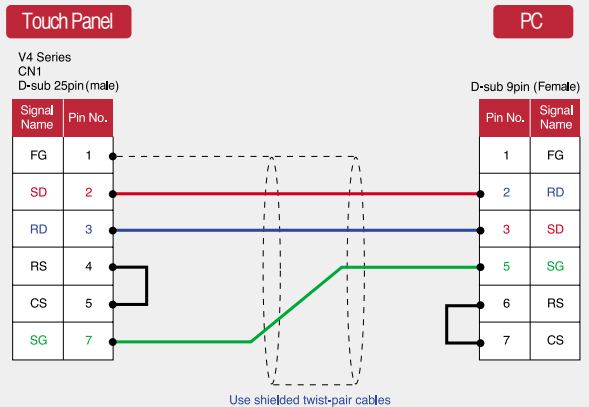 Touch Panel
PC
V4 Series
CN1
D-sub 25pin(male)
D-sub 9pin (Female)
Signal Name Pin No.
Pin No. Signal Name
FG 1
1 FG
SD 2
2 RD
RD 3
3 SD
RS 4
5 SG
CS 5
6 RS
SG 7
7 CS
Use shielded twist-pair cables